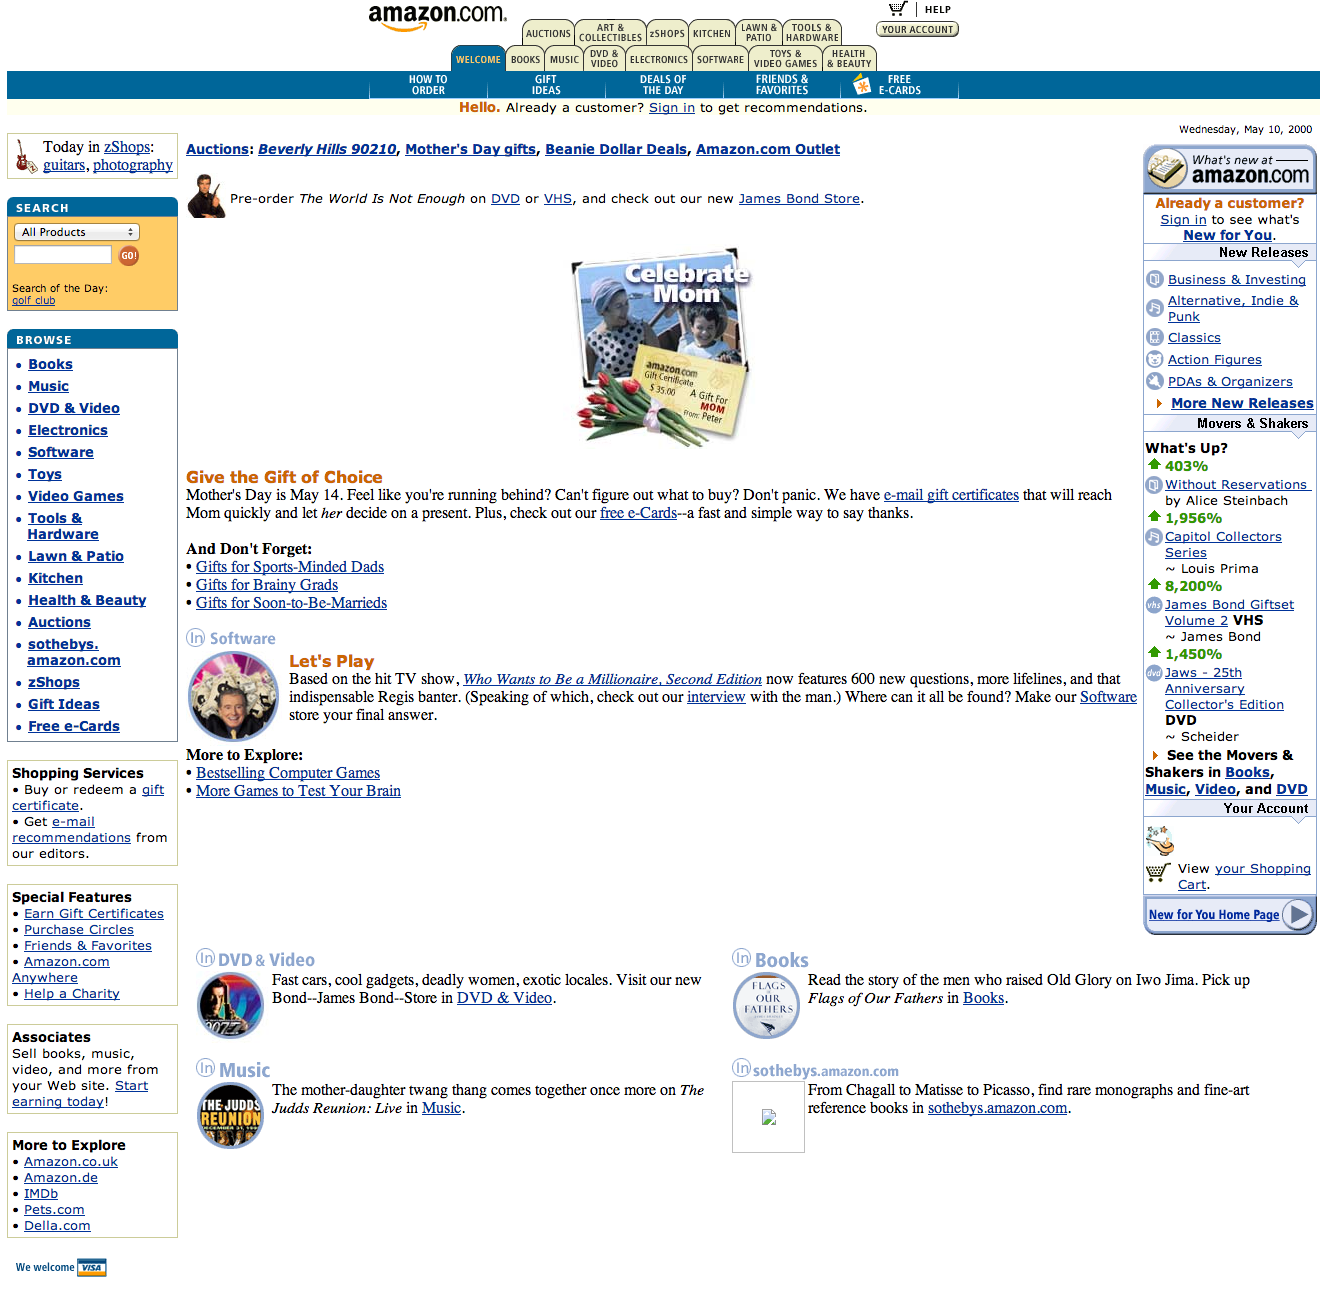 amazon.com.
HELP
YOUR ACCOUNT
AUCTIONS
ART &
COLLECTIBLES
zSHOPS
KITCHEN
LAWN &
PATIO
TOOLS &
HARDWARE
WELCOME
BOOKS
MUSIC
DVD &
VIDEO
ELECTRONICS
SOFTWARE
TOYS &
VIDEO GAMES
HEALTH
& BEAUTY
HOW TO
ORDER
GIFT
IDEAS
DEALS OF
THE DAY
FRIENDS &
FAVORITES
FREE
E-CARDS
Hello. Already a customer? Sign in to get recommendations.
Wednesday, May 10, 2000
Today in zShops:
guitars, photography
SEARCH
All Products
GO!
Search of the Day:
golf club
BROWSE
• Books
• Music
• DVD & Video
• Electronics
• Software
• Toys
• Video Games
• Tools &
Hardware
• Lawn & Patio
• Kitchen
• Health & Beauty
• Auctions
• sothebys.
amazon.com
• zShops
• Gift Ideas
• Free e-Cards
Shopping Services
• Buy or redeem a gift
certificate.
• Get e-mail
recommendations from
our editors.
Special Features
• Earn Gift Certificates
• Purchase Circles
• Friends & Favorites
• Amazon.com
Anywhere
• Help a Charity
Associates
Sell books, music,
video, and more from
your Web site. Start
earning today!
More to Explore
• Amazon.co.uk
• Amazon.de
• IMDb
• Pets.com
• Della.com
We welcome VISA
Auctions: Beverly Hills 90210, Mother's Day gifts, Beanie Dollar Deals, Amazon.com Outlet
Pre-order The World Is Not Enough on DVD or VHS, and check out our new James Bond Store.
Celebrate
Mom
amazon.com
Gift Certificate
$ 35.00
A Gift For
MOM
From: Peter
Give the Gift of Choice
Mother's Day is May 14. Feel like you're running behind? Can't figure out what to buy? Don't panic. We have e-mail gift certificates that will reach
Mom quickly and let her decide on a present. Plus, check out our free e-Cards--a fast and simple way to say thanks.
And Don't Forget:
• Gifts for Sports-Minded Dads
• Gifts for Brainy Grads
• Gifts for Soon-to-Be-Marrieds
In Software
Let's Play
Based on the hit TV show, Who Wants to Be a Millionaire, Second Edition now features 600 new questions, more lifelines, and that
indispensable Regis banter. (Speaking of which, check out our interview with the man.) Where can it all be found? Make our Software
store your final answer.
More to Explore:
• Bestselling Computer Games
• More Games to Test Your Brain
In DVD & Video
007
Fast cars, cool gadgets, deadly women, exotic locales. Visit our new
Bond--James Bond--Store in DVD & Video.
In Books
FLAGS
OF OUR
FATHERS
Read the story of the men who raised Old Glory on Iwo Jima. Pick up
Flags of Our Fathers in Books.
In Music
THE JUDDS
REUNION
DECEMBER 31, 1999
The mother-daughter twang thang comes together once more on The
Judds Reunion: Live in Music.
In sothebys.amazon.com
From Chagall to Matisse to Picasso, find rare monographs and fine-art
reference books in sothebys.amazon.com.
What's new at
amazon.com
Already a customer?
Sign in to see what's
New for You.
New Releases
Business & Investing
Alternative, Indie &
Punk
Classics
Action Figures
PDAs & Organizers
More New Releases
Movers & Shakers
What's Up?
403%
Without Reservations
by Alice Steinbach
1,956%
Capitol Collectors
Series
~ Louis Prima
8,200%
vhs James Bond Giftset
Volume 2 VHS
~ James Bond
1,450%
dvd Jaws - 25th
Anniversary
Collector's Edition
DVD
~ Scheider
See the Movers &
Shakers in Books,
Music, Video, and DVD
Your Account
View your Shopping
Cart.
New for You Home Page